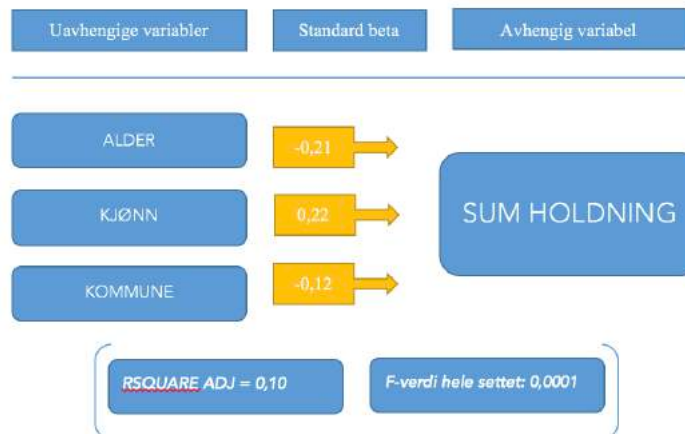 Uavhengige variabler
Standard beta
Avhengig variabel
ALDER
-0,21
KJØNN
0,22
SUM HOLDNING
KOMMUNE
-0,12
RSQUARE ADJ = 0,10
F-verdi hele settet: 0,0001